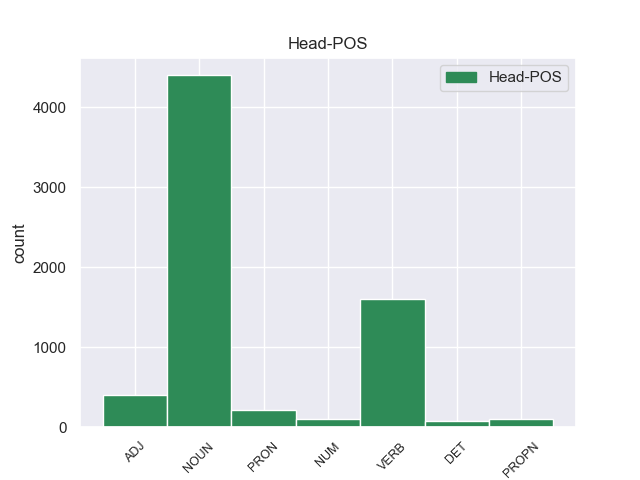 Head-POS
Head-POS
4000
3000
2000
1000
0
count
ADJ NOUN PRON NUM VERB DET PROPN